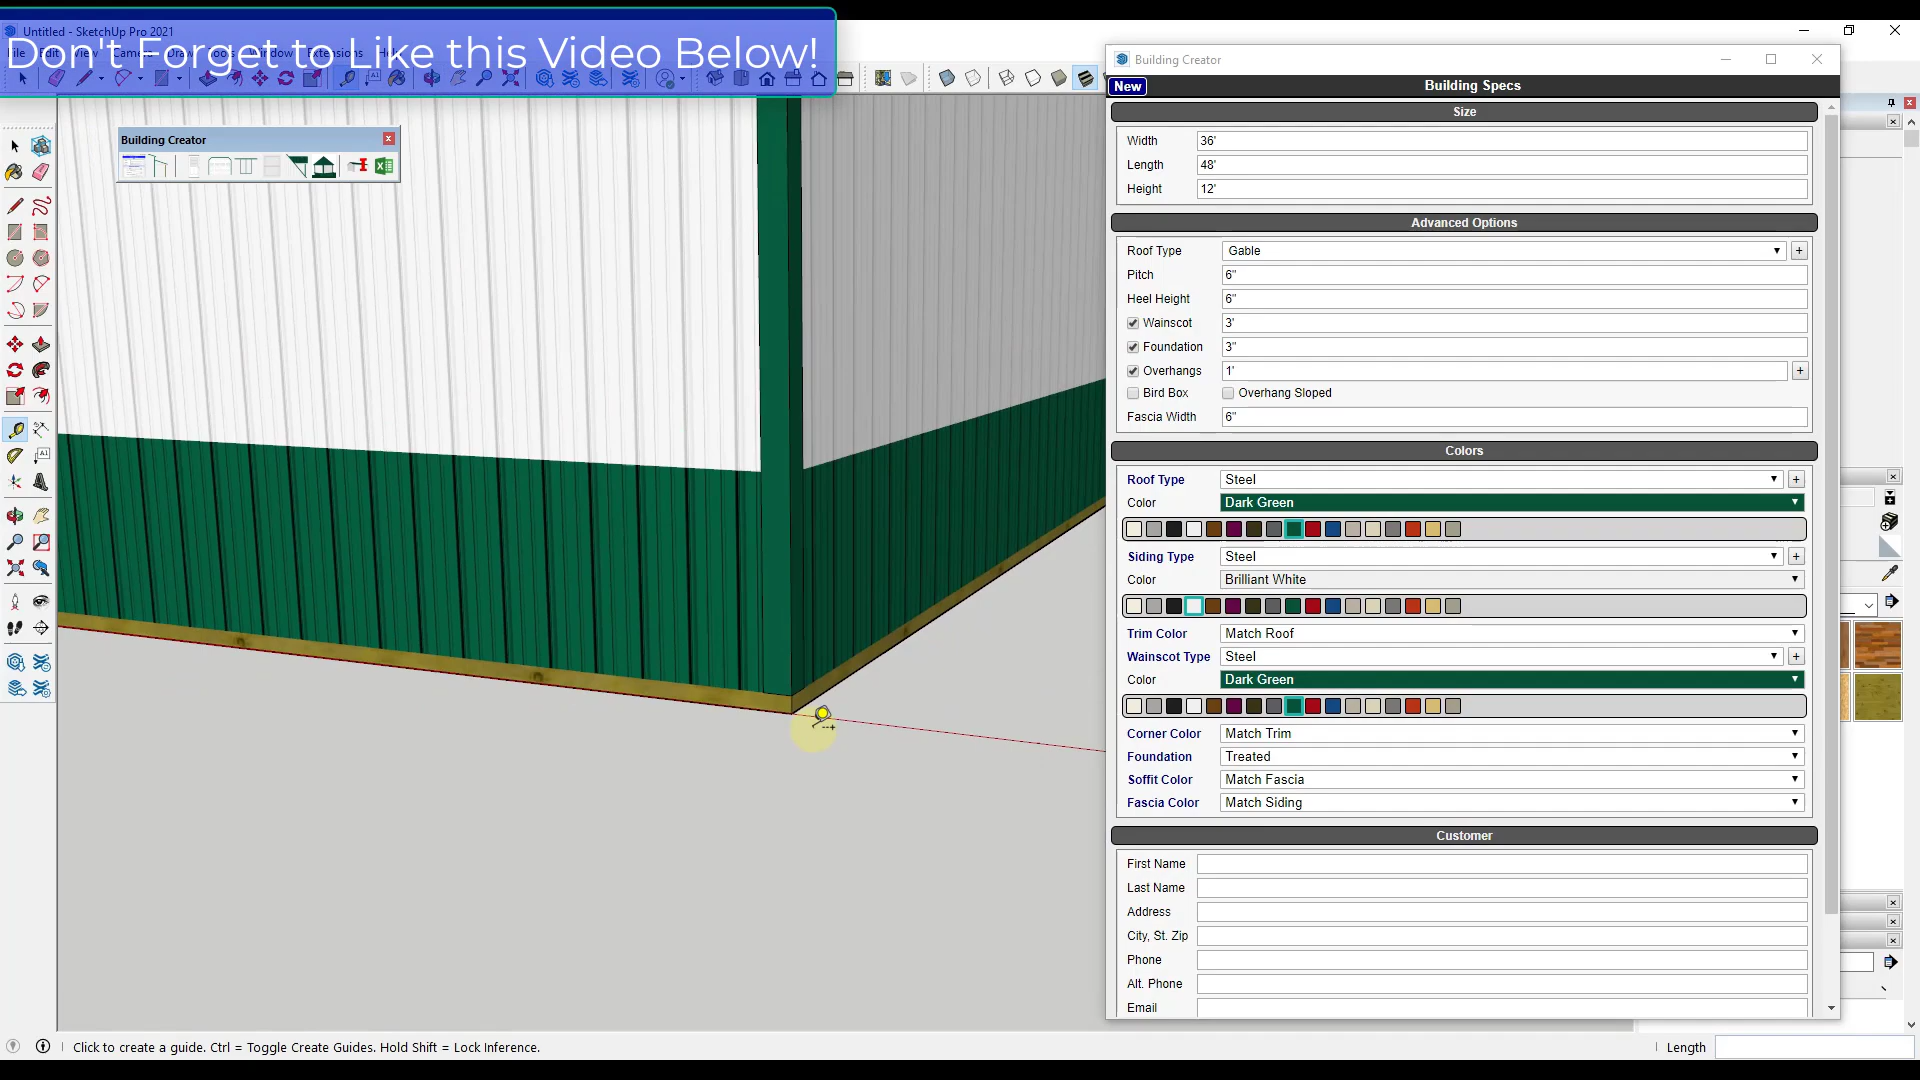 Untitled - SketchUp Pro 2021
Don't Forget to Like this Video Below!
Building Creator
Building Creator
New
Building Specs
Size
Width 36'
Length 48'
Height 12'
Advanced Options
Roof Type Gable +
Pitch 6"
Heel Height 6"
Wainscot 3'
Foundation 3"
Overhangs 1' +
Bird Box Overhang Sloped
Fascia Width 6"
Colors
Roof Type Steel +
Color Dark Green
Siding Type Steel +
Color Brilliant White
Trim Color Match Roof
Wainscot Type Steel +
Color Dark Green
Corner Color Match Trim
Foundation Treated
Soffit Color Match Fascia
Fascia Color Match Siding
Customer
First Name
Last Name
Address
City, St. Zip
Phone
Alt. Phone
Email
Click to create a guide. Ctrl = Toggle Create Guides. Hold Shift = Lock Inference.
Length